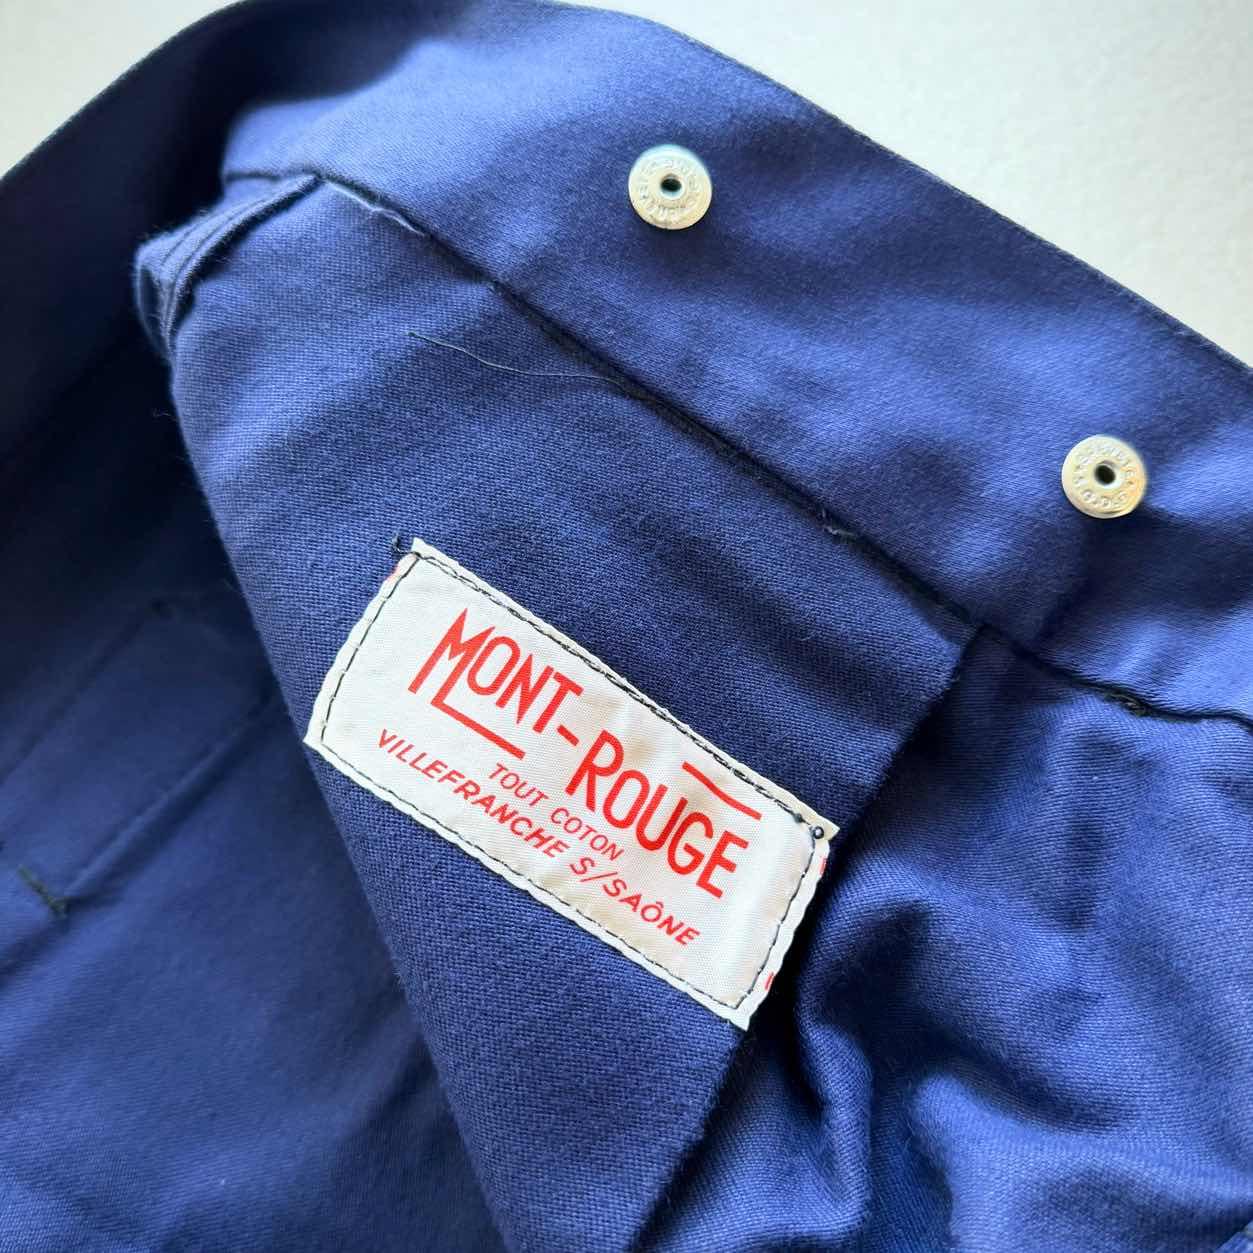 MONT-ROUGE
TOUT COTON
VILLEFRANCHE S/SAÔNE